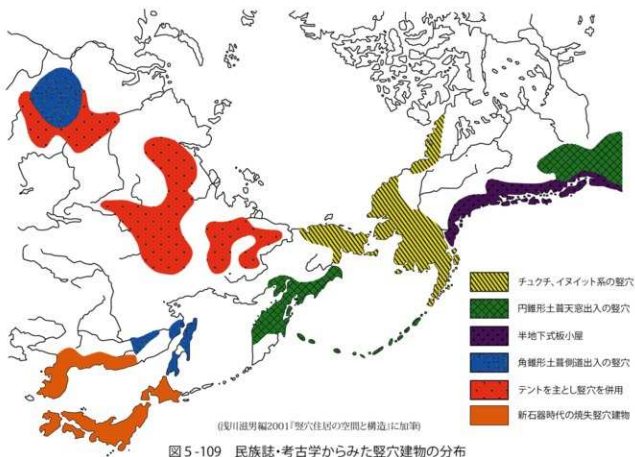 チュクチ、イヌイット系の竪穴
円錐形土葺天窓出入の竪穴
半地下式板小屋
角錐形土葺側道出入の竪穴
テントを主とし竪穴を併用
新石器時代の焼失竪穴建物
(浅川滋男編2001『竪穴住居の空間と構造』に加筆)
図5-109 民族誌・考古学からみた竪穴建物の分布